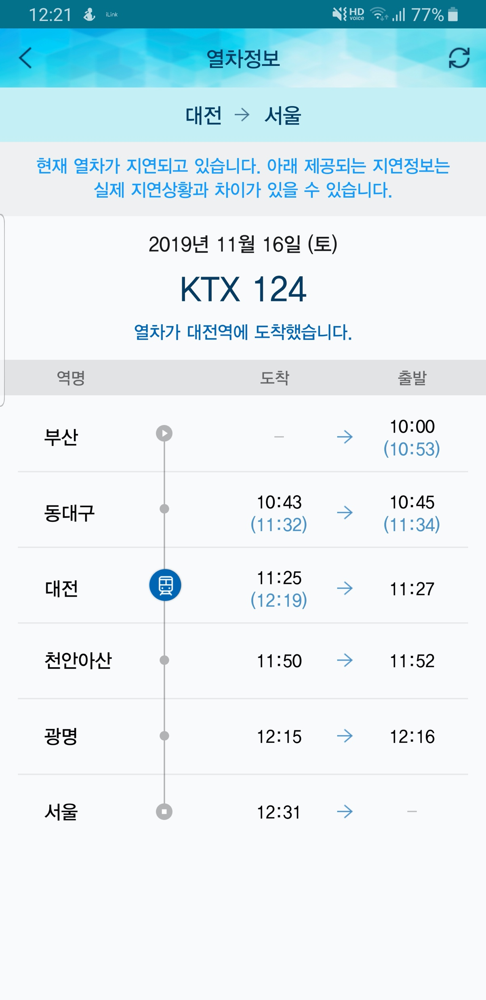 12:21 iLink HD voice 77%
열차정보
대전 → 서울
현재 열차가 지연되고 있습니다. 아래 제공되는 지연정보는
실제 지연상황과 차이가 있을 수 있습니다.
2019년 11월 16일 (토)
KTX 124
열차가 대전역에 도착했습니다.
역명 도착 출발
부산 – → 10:00
(10:53)
동대구 10:43 → 10:45
(11:32) (11:34)
대전 11:25 → 11:27
(12:19)
천안아산 11:50 → 11:52
광명 12:15 → 12:16
서울 12:31 → –